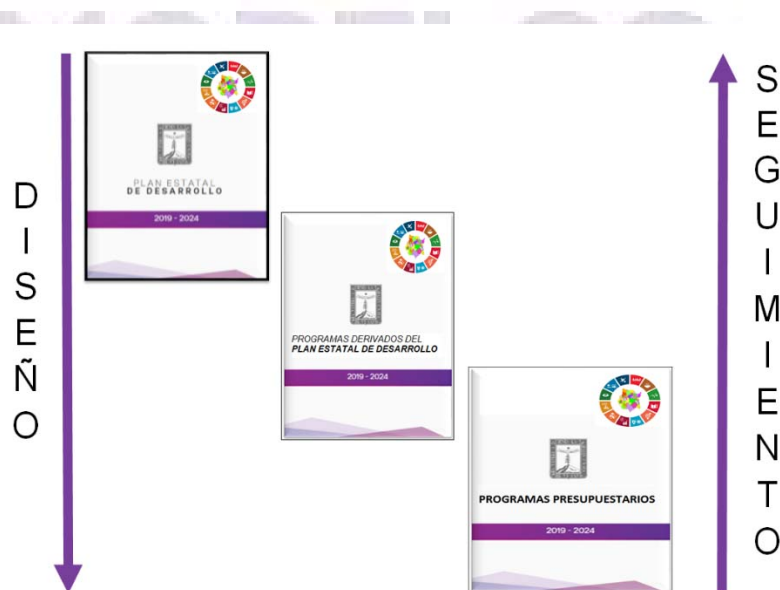 DISEÑO
PLAN ESTATAL
DE DESARROLLO
2019 - 2024
PROGRAMAS DERIVADOS DEL
PLAN ESTATAL DE DESARROLLO
2019 - 2024
PROGRAMAS PRESUPUESTARIOS
2019 - 2024
SEGUIMIENTO